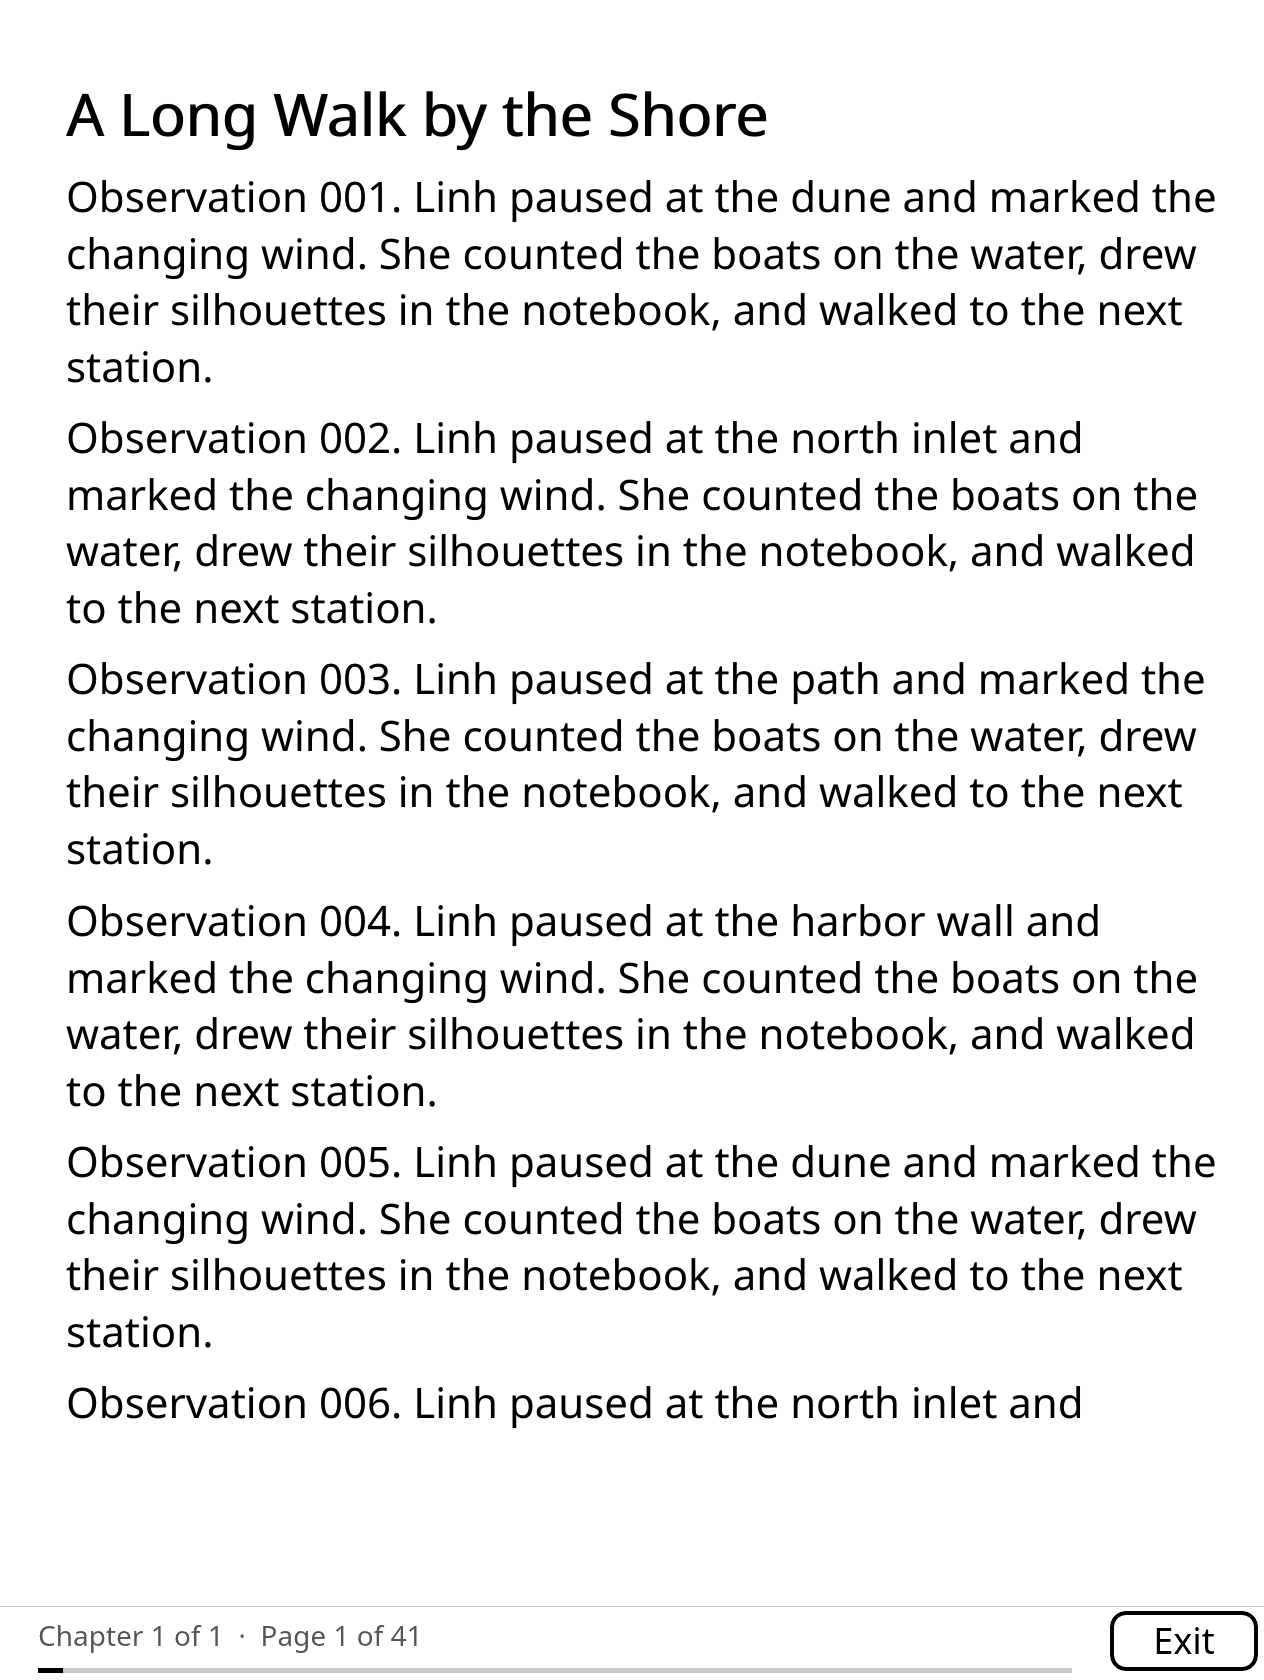 A Long Walk by the Shore
Observation 001. Linh paused at the dune and marked the
changing wind. She counted the boats on the water, drew
their silhouettes in the notebook, and walked to the next
station.
Observation 002. Linh paused at the north inlet and
marked the changing wind. She counted the boats on the
water, drew their silhouettes in the notebook, and walked
to the next station.
Observation 003. Linh paused at the path and marked the
changing wind. She counted the boats on the water, drew
their silhouettes in the notebook, and walked to the next
station.
Observation 004. Linh paused at the harbor wall and
marked the changing wind. She counted the boats on the
water, drew their silhouettes in the notebook, and walked
to the next station.
Observation 005. Linh paused at the dune and marked the
changing wind. She counted the boats on the water, drew
their silhouettes in the notebook, and walked to the next
station.
Observation 006. Linh paused at the north inlet and
Chapter 1 of 1 · Page 1 of 41
Exit